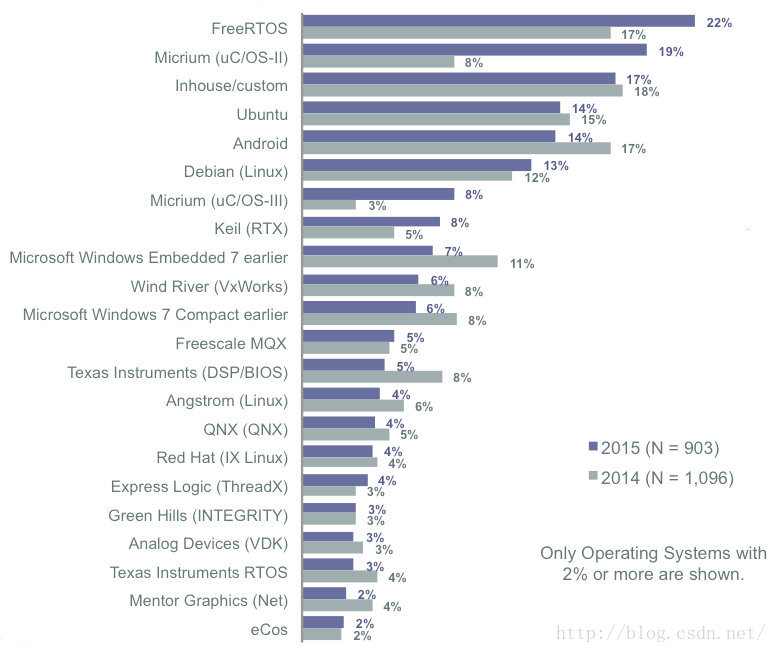 FreeRTOS 22%
17%
Micrium (uC/OS-II) 19%
8%
Inhouse/custom 17%
18%
Ubuntu 14%
15%
Android 14%
17%
Debian (Linux) 13%
12%
Micrium (uC/OS-III) 8%
3%
Keil (RTX) 8%
5%
Microsoft Windows Embedded 7 earlier 7%
11%
Wind River (VxWorks) 6%
8%
Microsoft Windows 7 Compact earlier 6%
8%
Freescale MQX 5%
5%
Texas Instruments (DSP/BIOS) 5%
8%
Angstrom (Linux) 4%
6%
QNX (QNX) 4%
5%
Red Hat (IX Linux) 4%
4%
Express Logic (ThreadX) 4%
3%
Green Hills (INTEGRITY) 3%
3%
Analog Devices (VDK) 3%
3%
Texas Instruments RTOS 3%
4%
Mentor Graphics (Net) 2%
4%
eCos 2%
2%
2015 (N = 903)
2014 (N = 1,096)
Only Operating Systems with
2% or more are shown.
http://blog.csdn.net/